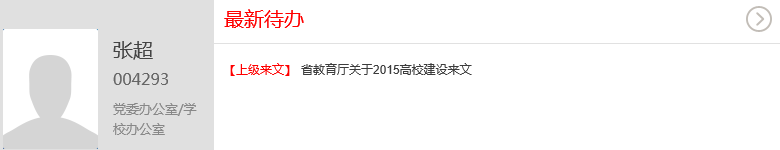 张超
004293
党委办公室/学
校办公室
最新待办
【上级来文】 省教育厅关于2015高校建设来文